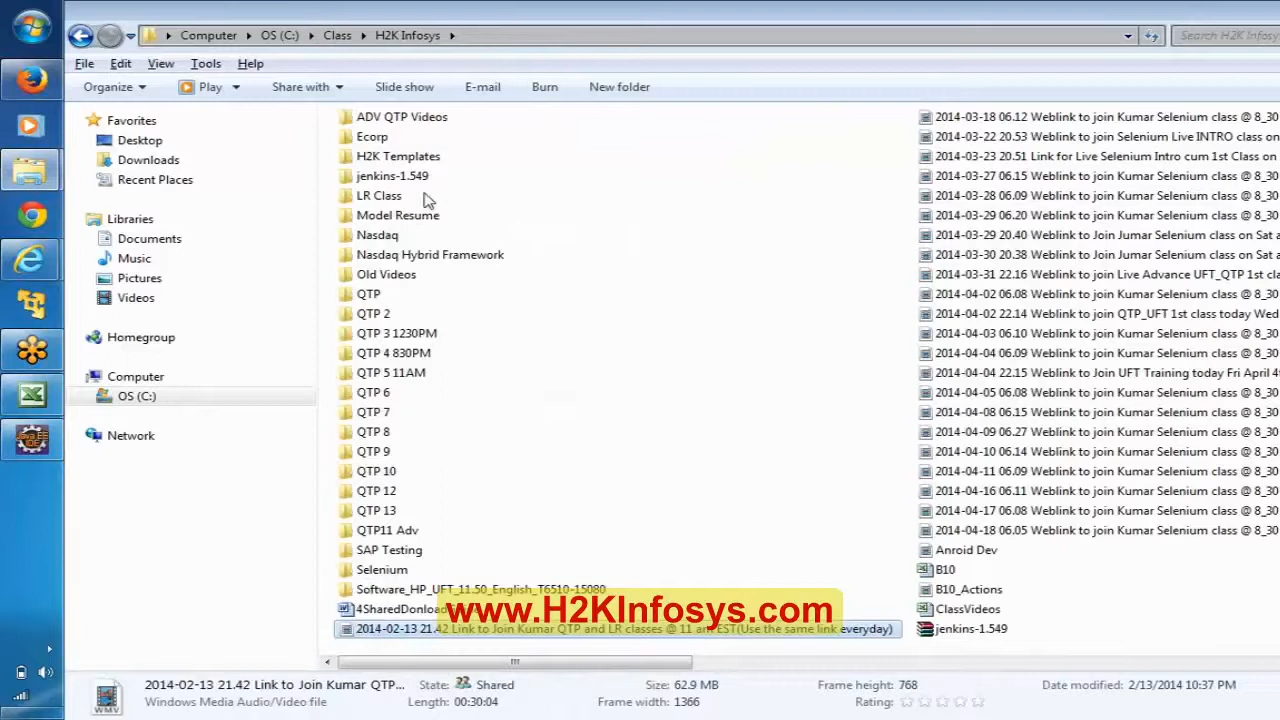 Computer ▸ OS (C:) ▸ Class ▸ H2K Infosys ▸
Search H2K Infosys
File Edit View Tools Help
Organize Play Share with Slide show E-mail Burn New folder
Favorites
Desktop
Downloads
Recent Places
Libraries
Documents
Music
Pictures
Videos
Homegroup
Computer
OS (C:)
Network
ADV QTP Videos
Ecorp
H2K Templates
jenkins-1.549
LR Class
Model Resume
Nasdaq
Nasdaq Hybrid Framework
Old Videos
QTP
QTP 2
QTP 3 1230PM
QTP 4 830PM
QTP 5 11AM
QTP 6
QTP 7
QTP 8
QTP 9
QTP 10
QTP 12
QTP 13
QTP11 Adv
SAP Testing
Selenium
Software_HP_UFT_11.50_English_T6510-15080
4SharedDonloa
2014-02-13 21.42 Link to Join Kumar QTP and LR classes @ 11 am EST(Use the same link everyday)
2014-03-18 06.12 Weblink to join Kumar Selenium class @ 8_30
2014-03-22 20.53 Weblink to join Selenium Live INTRO class on
2014-03-23 20.51 Link for Live Selenium Intro cum 1st Class on
2014-03-27 06.15 Weblink to join Kumar Selenium class @ 8_30
2014-03-28 06.09 Weblink to join Kumar Selenium class @ 8_30
2014-03-29 06.20 Weblink to join Kumar Selenium class @ 8_30
2014-03-29 20.40 Weblink to Join Jumar Selenium class on Sat a
2014-03-30 20.38 Weblink to Join Jumar Selenium class on Sat a
2014-03-31 22.16 Weblink to join Live Advance UFT_QTP 1st cla
2014-04-02 06.08 Weblink to join Kumar Selenium class @ 8_30
2014-04-02 22.14 Weblink to join QTP_UFT 1st class today Wed
2014-04-03 06.10 Weblink to join Kumar Selenium class @ 8_30
2014-04-04 06.09 Weblink to join Kumar Selenium class @ 8_30
2014-04-04 22.15 Weblink to join UFT Training today Fri April 4t
2014-04-05 06.08 Weblink to join Kumar Selenium class @ 8_30
2014-04-08 06.15 Weblink to join Kumar Selenium class @ 8_30
2014-04-09 06.27 Weblink to join Kumar Selenium class @ 8_30
2014-04-10 06.14 Weblink to join Kumar Selenium class @ 8_30
2014-04-11 06.09 Weblink to join Kumar Selenium class @ 8_30
2014-04-16 06.11 Weblink to join Kumar Selenium class @ 8_30
2014-04-17 06.08 Weblink to join Kumar Selenium class @ 8_30
2014-04-18 06.05 Weblink to join Kumar Selenium class @ 8_30
Anroid Dev
B10
B10_Actions
ClassVideos
jenkins-1.549
www.H2KInfosys.com
2014-02-13 21.42 Link to Join Kumar QTP... State: Shared Size: 62.9 MB Frame height: 768 Date modified: 2/13/2014 10:37 PM
Windows Media Audio/Video file Length: 00:30:04 Frame width: 1366 Rating:
WMV